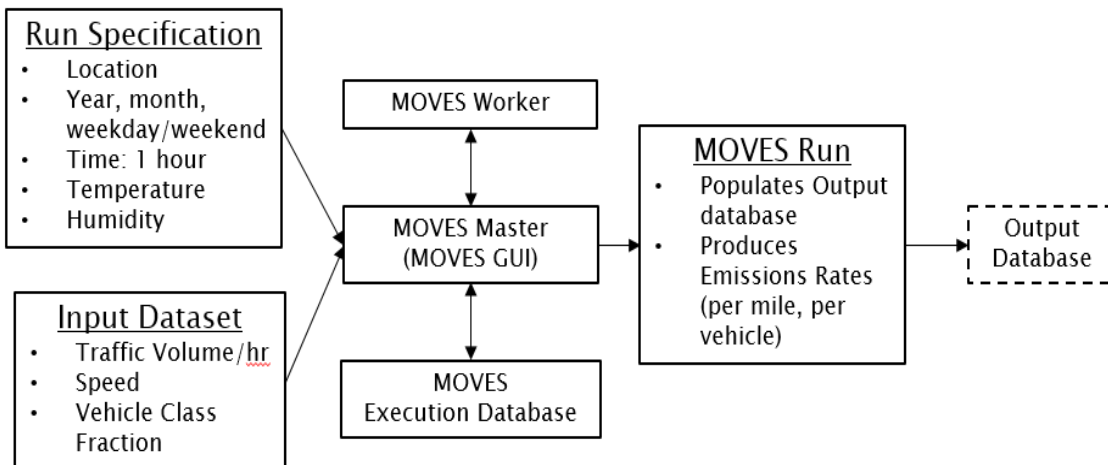 Run Specification
• Location
• Year, month,
weekday/weekend
• Time: 1 hour
• Temperature
• Humidity
Input Dataset
• Traffic Volume/hr
• Speed
• Vehicle Class
Fraction
MOVES Worker
MOVES Master
(MOVES GUI)
MOVES
Execution Database
MOVES Run
• Populates Output
database
• Produces
Emissions Rates
(per mile, per
vehicle)
Output
Database